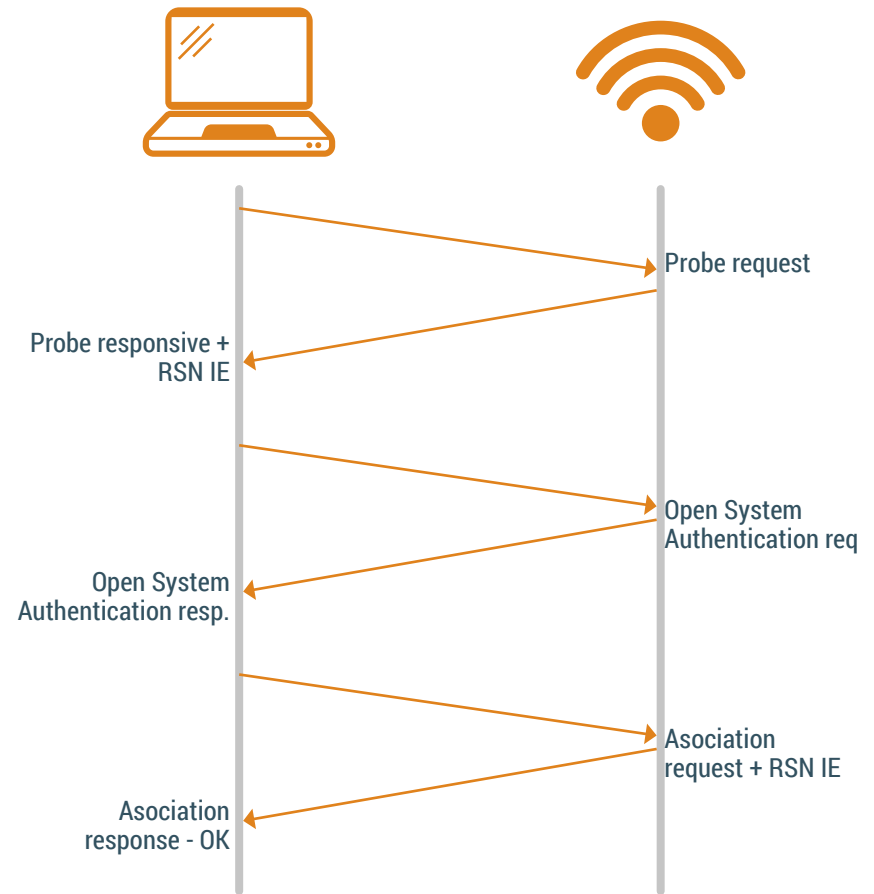 Probe request
Probe responsive +
RSN IE
Open System
Authentication req
Open System
Authentication resp.
Asociation
request + RSN IE
Asociation
response - OK